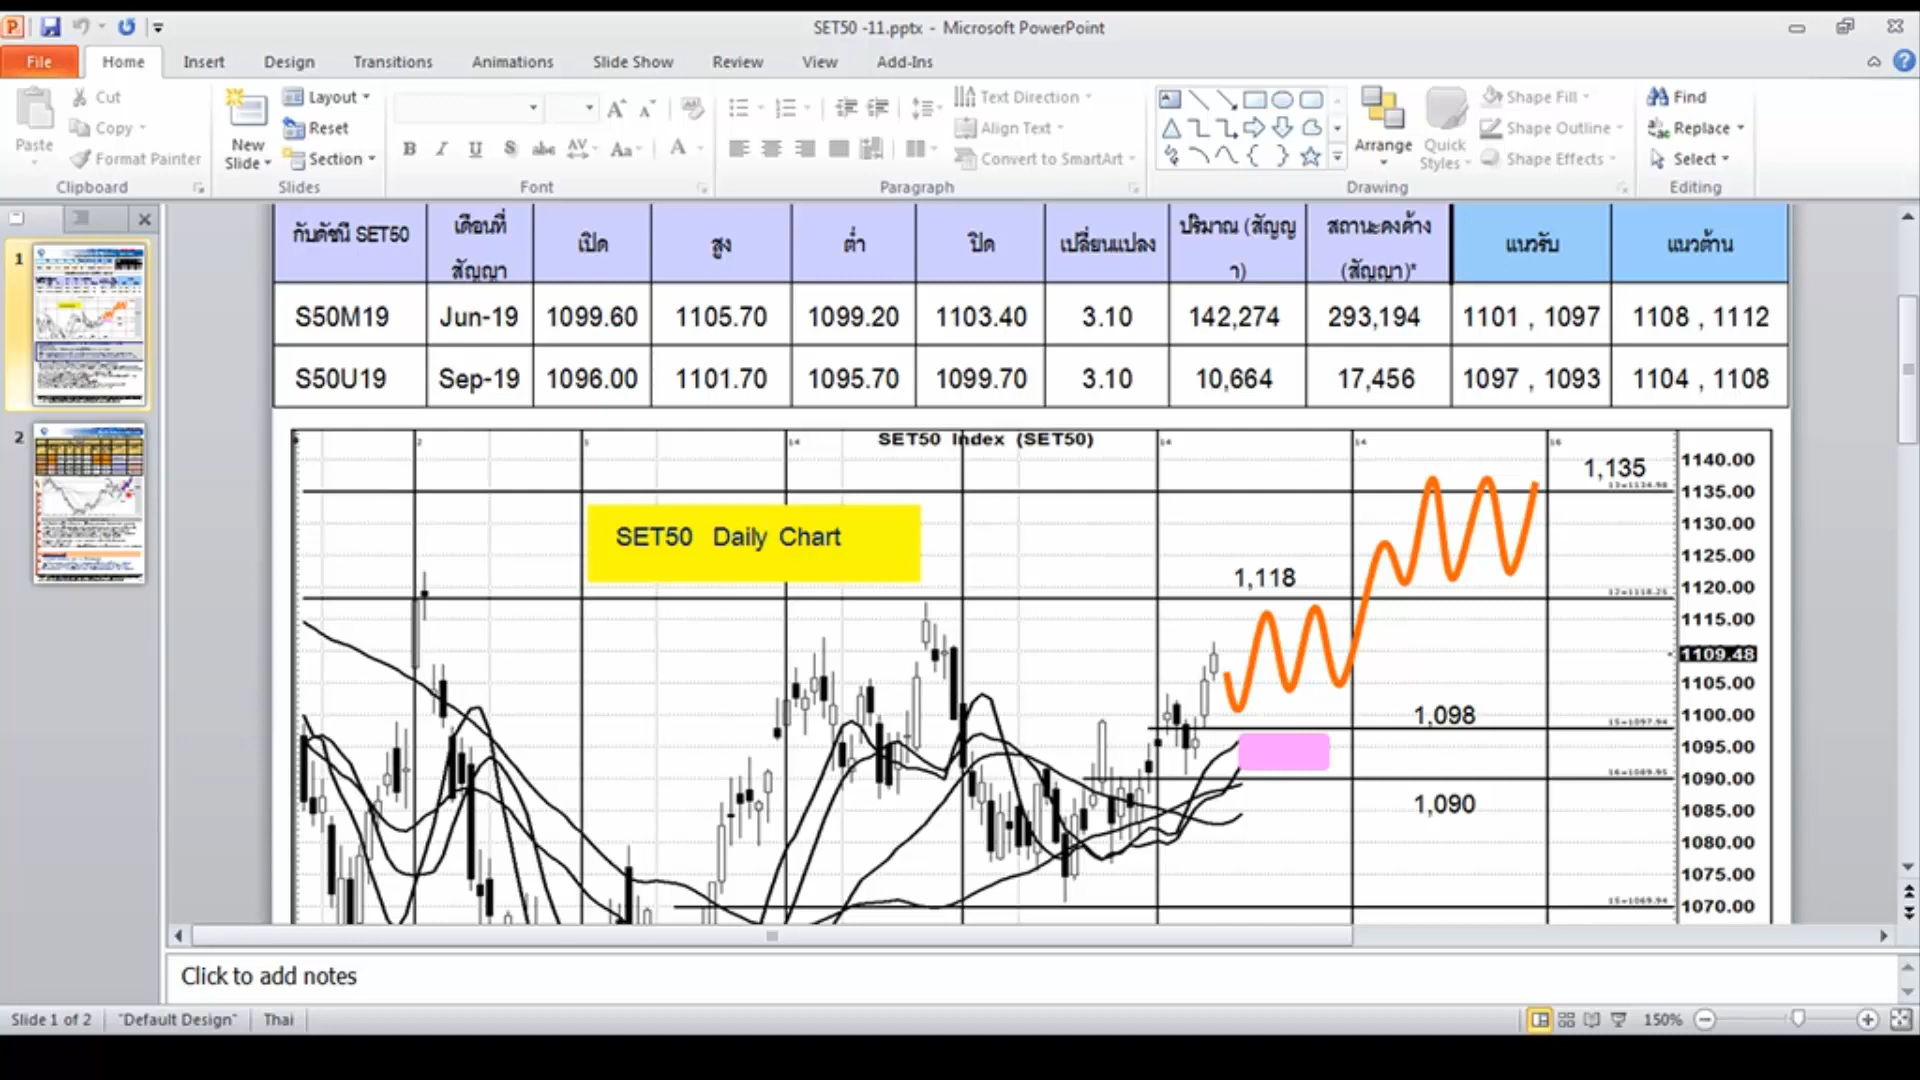 SET50 -11.pptx - Microsoft PowerPoint
File Home Insert Design Transitions Animations Slide Show Review View Add-Ins
Cut
Copy
Format Painter
Paste
Clipboard
New Slide
Layout
Reset
Section
Slides
B I U S abc AV Aa A
Font
Text Direction
Align Text
Convert to SmartArt
Paragraph
Arrange
Quick Styles
Shape Fill
Shape Outline
Shape Effects
Drawing
Find
Replace
Select
Editing
1
2
กับดัชนี SET50 เดือนที่สัญญา เปิด สูง ต่ำ ปิด เปลี่ยนแปลง ปริมาณ (สัญญา) สถานะคงค้าง (สัญญา)* แนวรับ แนวต้าน
S50M19 Jun-19 1099.60 1105.70 1099.20 1103.40 3.10 142,274 293,194 1101 , 1097 1108 , 1112
S50U19 Sep-19 1096.00 1101.70 1095.70 1099.70 3.10 10,664 17,456 1097 , 1093 1104 , 1108
SET50 Index (SET50)
SET50 Daily Chart
1,135
1,118
1,098
1,090
1140.00
1135.00
1130.00
1125.00
1120.00
1115.00
1109.48
1105.00
1100.00
1095.00
1090.00
1085.00
1080.00
1075.00
1070.00
Click to add notes
Slide 1 of 2 "Default Design" Thai 150%